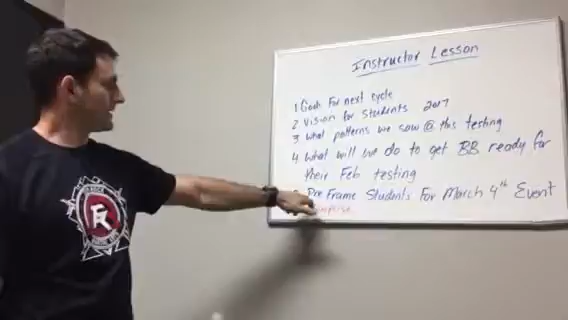 Instructor Lesson
1 Goals For next cycle
2 Vision for Students 2017
3 What patterns we saw @ this testing
4 What will we do to get BB ready for
their Feb testing
Pre Frame Students For March 4th Event